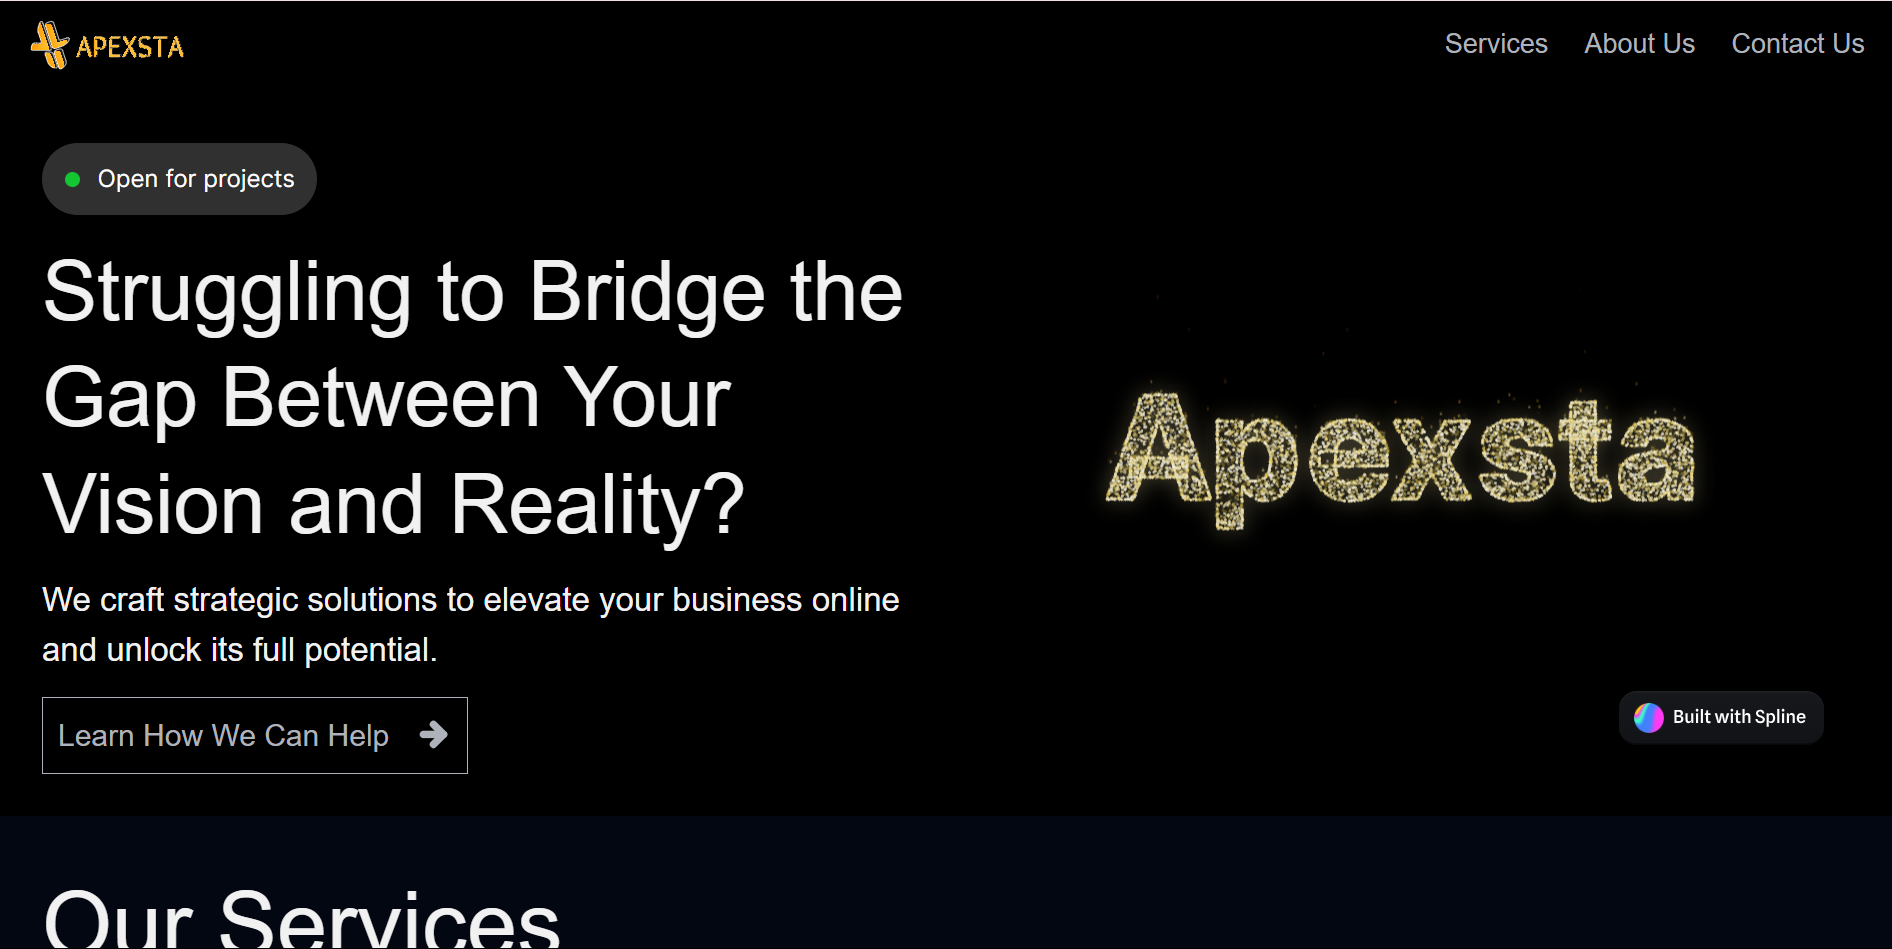 APEXSTA
Services
About Us
Contact Us
Open for projects
Struggling to Bridge the
Gap Between Your
Vision and Reality?
We craft strategic solutions to elevate your business online
and unlock its full potential.
Learn How We Can Help
Apexsta
Built with Spline
Our Services